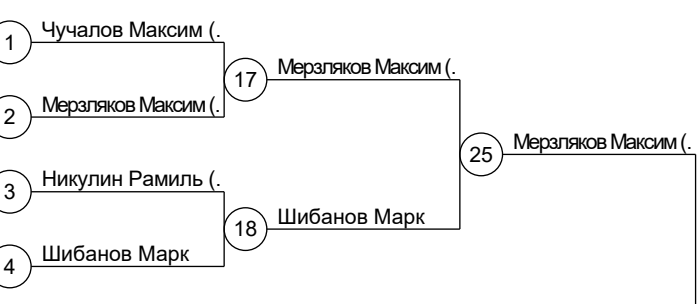 1 Чучалов Максим (.
17 Мерзляков Максим (.
2 Мерзляков Максим (.
25 Мерзляков Максим (.
3 Никулин Рамиль (.
18 Шибанов Марк
4 Шибанов Марк